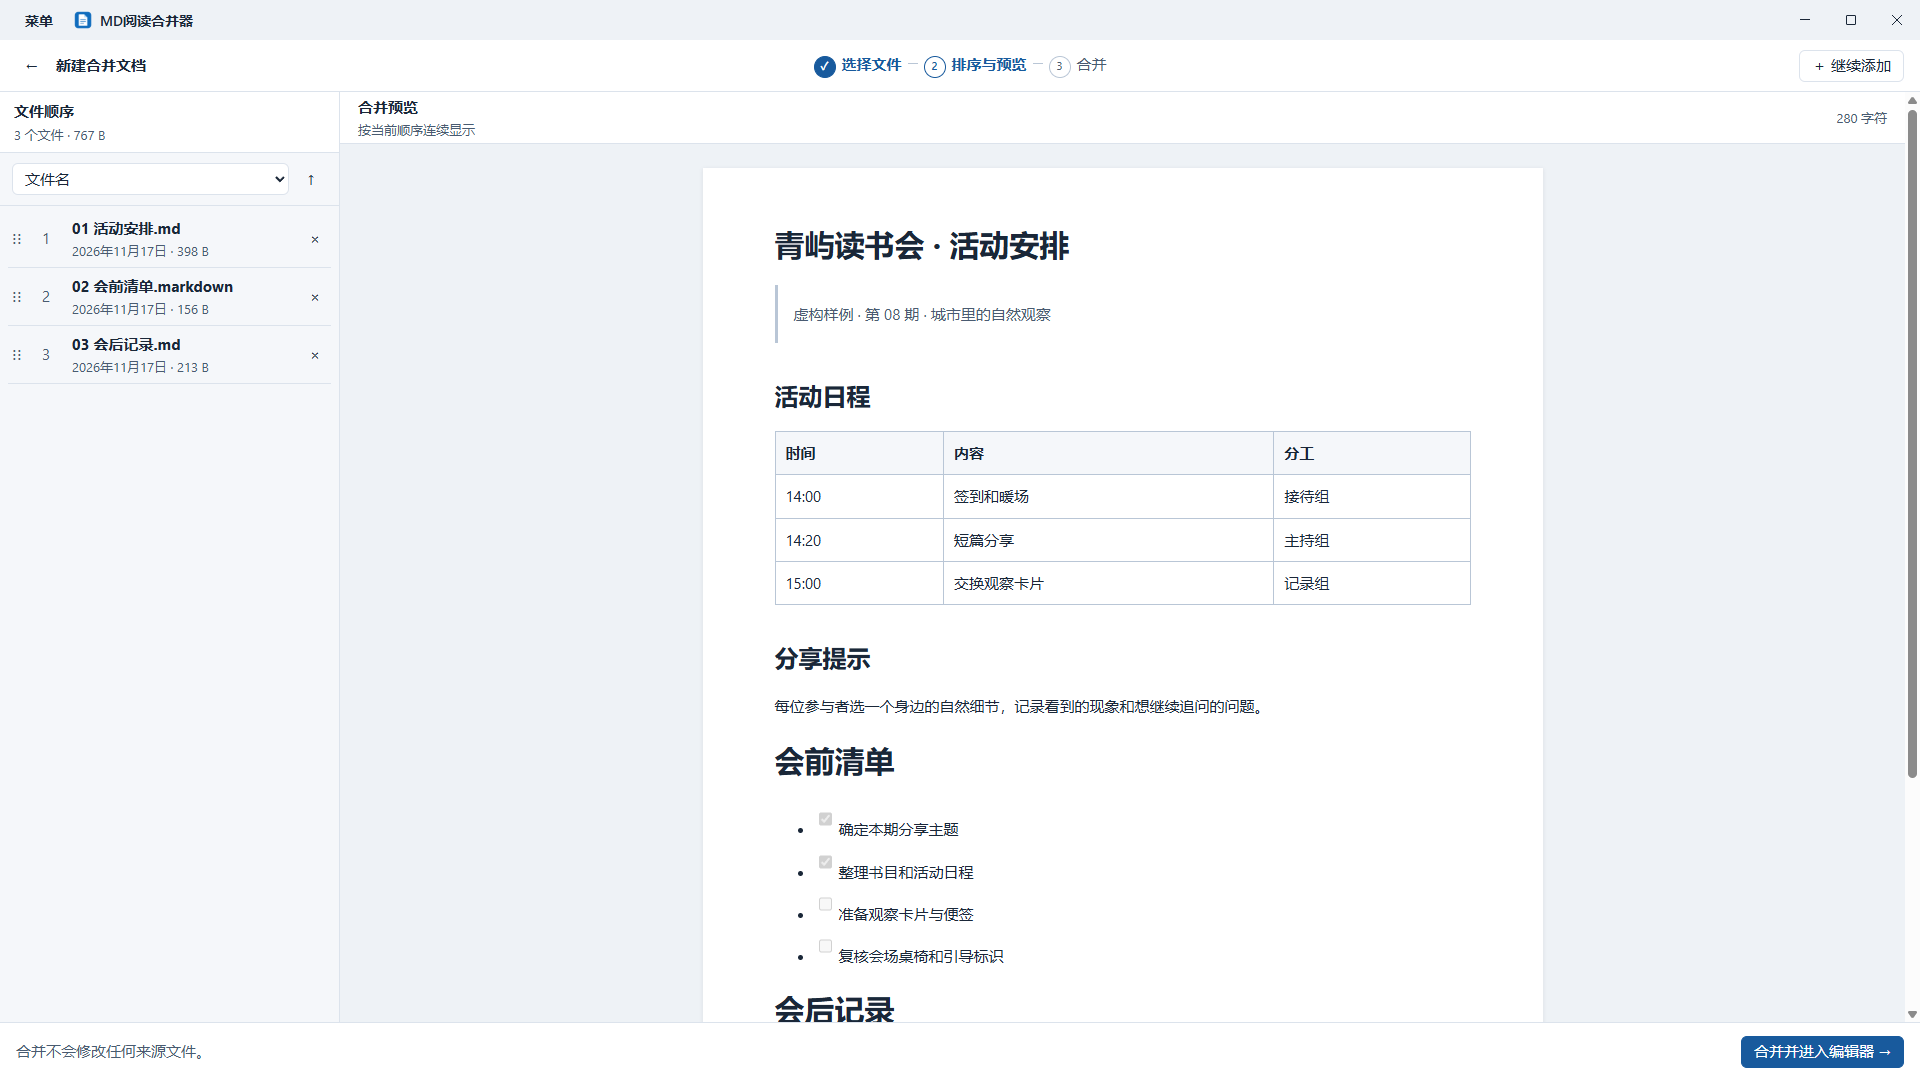 菜单 MD阅读合并器
← 新建合并文档
✓ 选择文件 2 排序与预览 3 合并
+ 继续添加
文件顺序
3 个文件 · 767 B
文件名
↑
1 01 活动安排.md
2026年11月17日 · 398 B
2 02 会前清单.markdown
2026年11月17日 · 156 B
3 03 会后记录.md
2026年11月17日 · 213 B
合并预览
按当前顺序连续显示
280 字符
青屿读书会 · 活动安排
虚构样例 · 第 08 期 · 城市里的自然观察
活动日程
时间 内容 分工
14:00 签到和暖场 接待组
14:20 短篇分享 主持组
15:00 交换观察卡片 记录组
分享提示
每位参与者选一个身边的自然细节，记录看到的现象和想继续追问的问题。
会前清单
确定本期分享主题
整理书目和活动日程
准备观察卡片与便签
复核会场桌椅和引导标识
会后记录
合并不会修改任何来源文件。
合并并进入编辑器 →